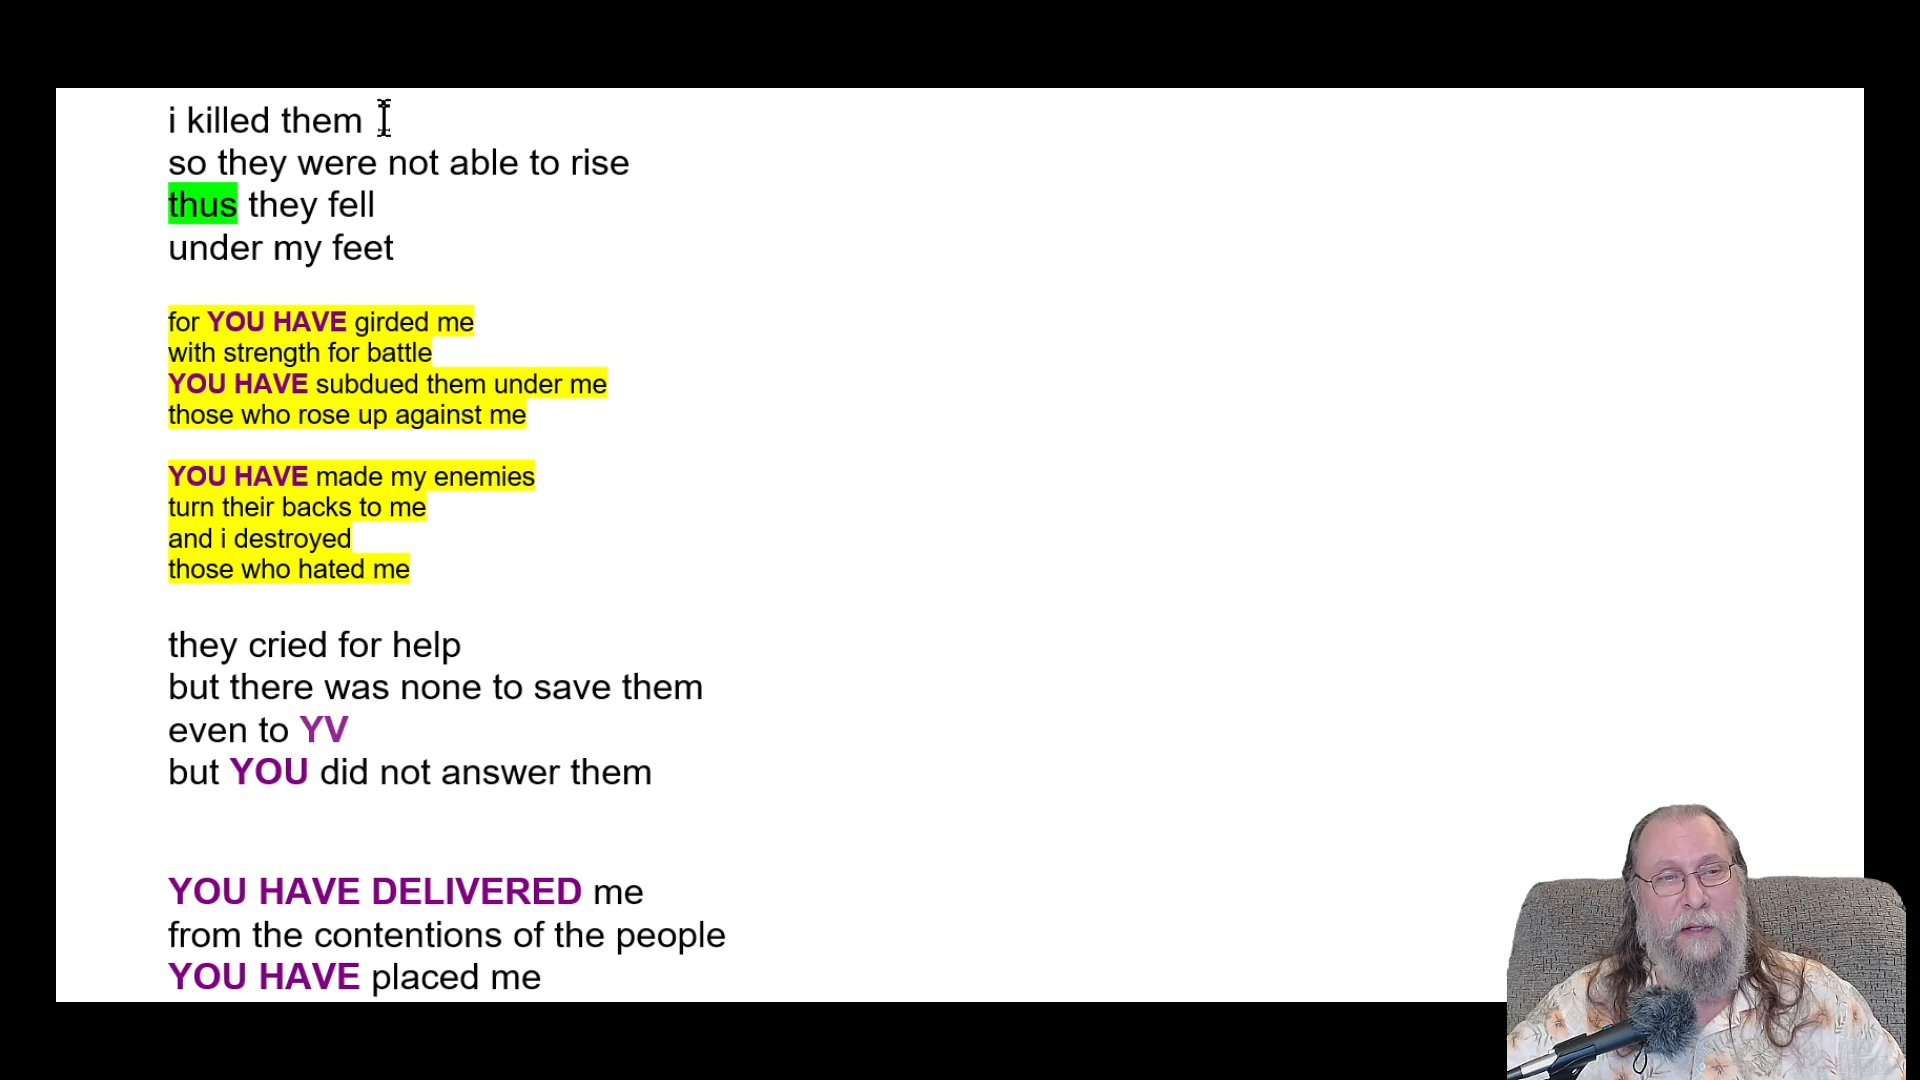 i killed them
so they were not able to rise
thus they fell
under my feet
for YOU HAVE girded me
with strength for battle
YOU HAVE subdued them under me
those who rose up against me
YOU HAVE made my enemies
turn their backs to me
and i destroyed
those who hated me
they cried for help
but there was none to save them
even to YV
but YOU did not answer them
YOU HAVE DELIVERED me
from the contentions of the people
YOU HAVE placed me